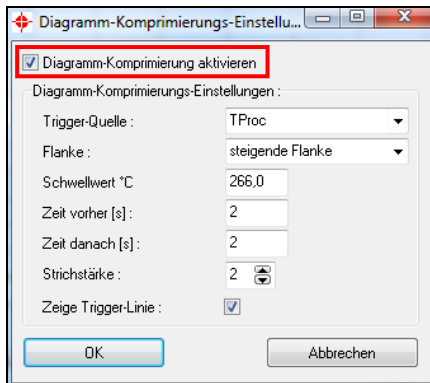 Diagramm-Komprimierungs-Einstellu...
Diagramm-Komprimierung aktivieren
Diagramm-Komprimierungs-Einstellungen :
Trigger-Quelle : TProc
Flanke : steigende Flanke
Schwellwert °C 266,0
Zeit vorher [s] : 2
Zeit danach [s] : 2
Strichstärke : 2
Zeige Trigger-Linie :
OK Abbrechen